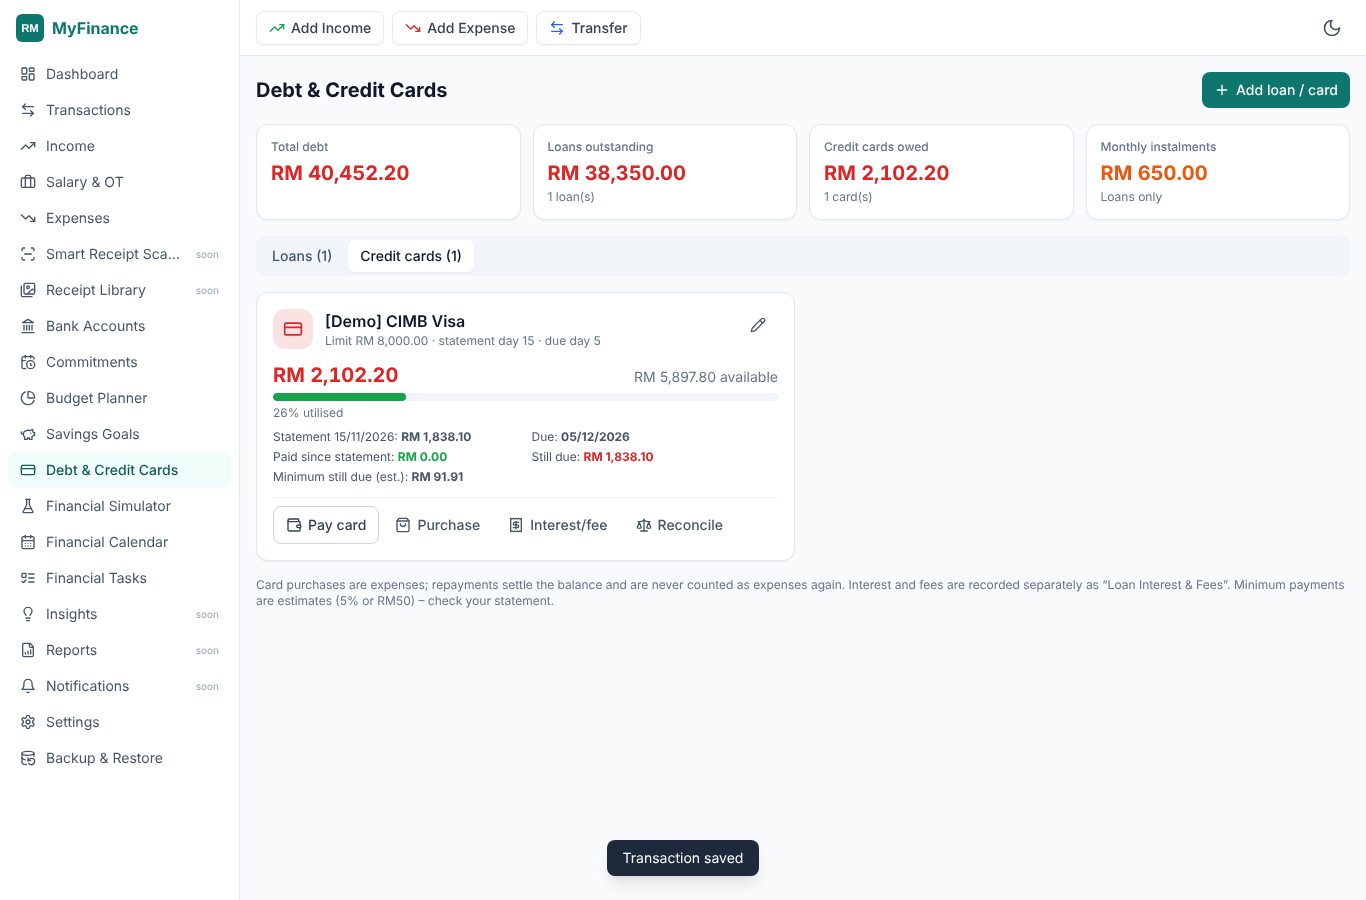 RM MyFinance
Dashboard
Transactions
Income
Salary & OT
Expenses
Smart Receipt Sca... soon
Receipt Library soon
Bank Accounts
Commitments
Budget Planner
Savings Goals
Debt & Credit Cards
Financial Simulator
Financial Calendar
Financial Tasks
Insights soon
Reports soon
Notifications soon
Settings
Backup & Restore
Add Income Add Expense Transfer
Debt & Credit Cards
+ Add loan / card
Total debt
RM 40,452.20
Loans outstanding
RM 38,350.00
1 loan(s)
Credit cards owed
RM 2,102.20
1 card(s)
Monthly instalments
RM 650.00
Loans only
Loans (1) Credit cards (1)
[Demo] CIMB Visa
Limit RM 8,000.00 · statement day 15 · due day 5
RM 2,102.20 RM 5,897.80 available
26% utilised
Statement 15/11/2026: RM 1,838.10 Due: 05/12/2026
Paid since statement: RM 0.00 Still due: RM 1,838.10
Minimum still due (est.): RM 91.91
Pay card Purchase Interest/fee Reconcile
Card purchases are expenses; repayments settle the balance and are never counted as expenses again. Interest and fees are recorded separately as “Loan Interest & Fees”. Minimum payments
are estimates (5% or RM50) – check your statement.
Transaction saved